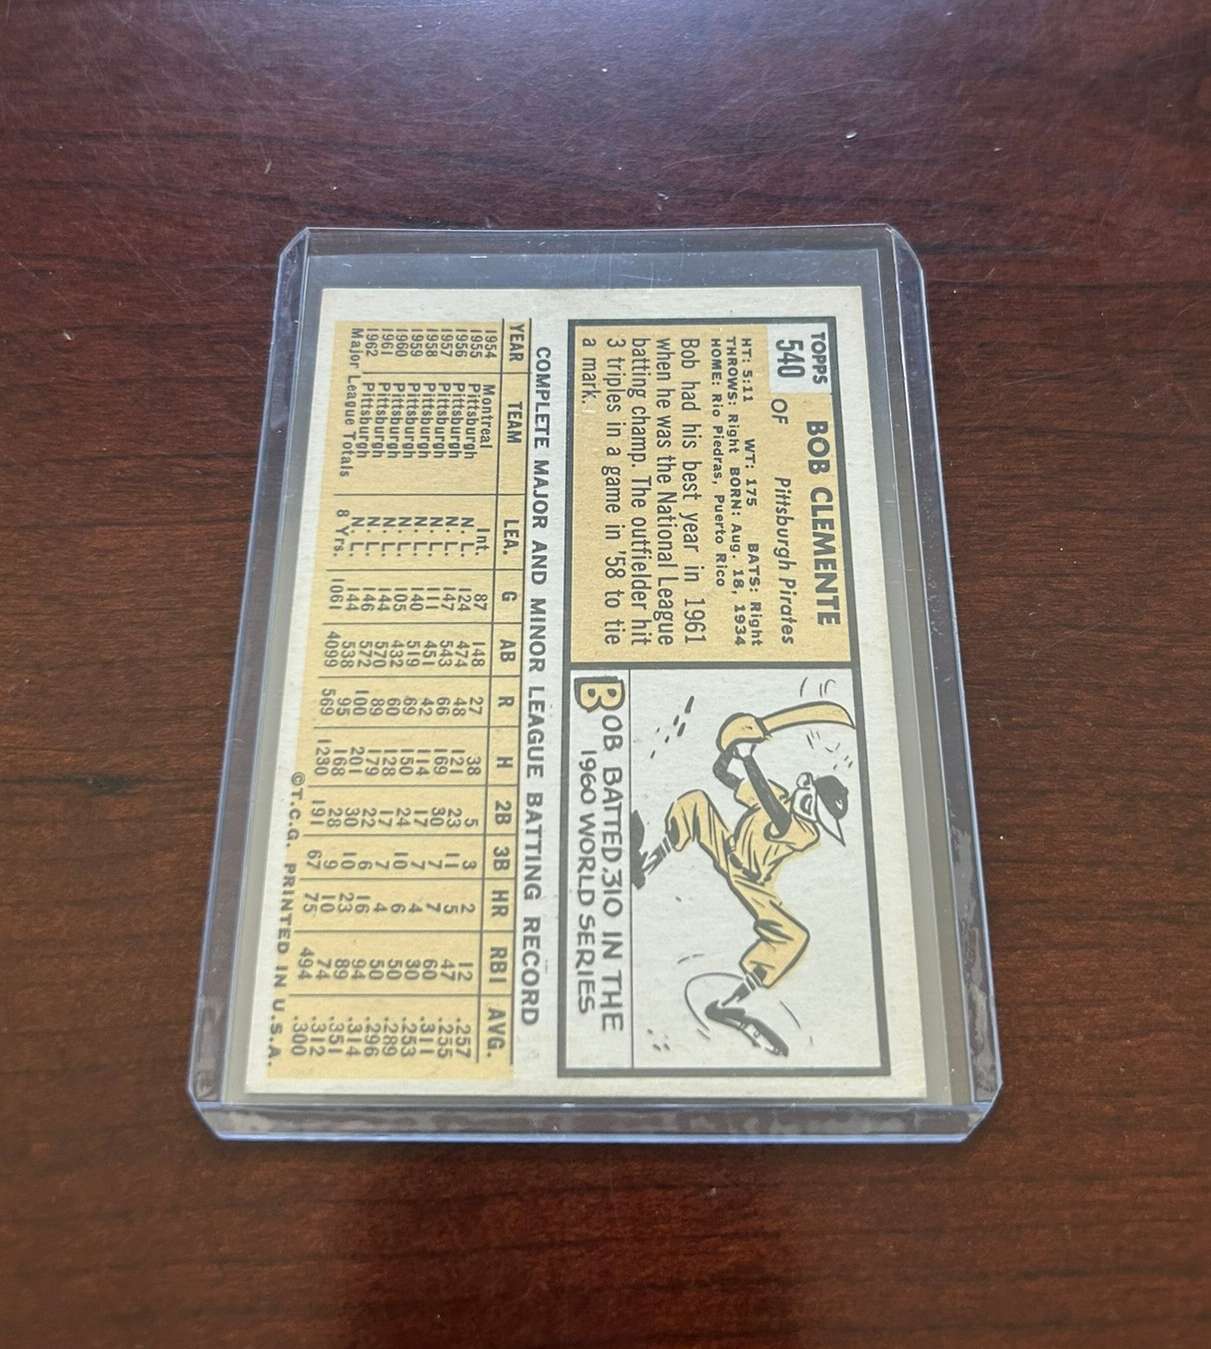 TOPPS
540
BOB CLEMENTE
OF Pittsburgh Pirates
HT: 5:11 WT: 175 BATS: Right
THROWS: Right BORN: Aug. 18, 1934
HOME: Rio Piedras, Puerto Rico
Bob had his best year in 1961
when he was the National League
batting champ. The outfielder hit
3 triples in a game in '58 to tie
a mark.
BOB BATTED .310 IN THE
1960 WORLD SERIES
COMPLETE MAJOR AND MINOR LEAGUE BATTING RECORD
YEAR TEAM LEA. G AB R H 2B 3B HR RBI AVG.
1954 Montreal Int. 87 148 27 38 5 3 2 12 .257
1955 Pittsburgh N. L. 124 474 48 121 23 11 5 47 .255
1956 Pittsburgh N. L. 147 543 66 169 30 7 7 60 .311
1957 Pittsburgh N. L. 111 451 42 114 17 7 4 30 .253
1958 Pittsburgh N. L. 140 519 69 150 24 10 6 50 .289
1959 Pittsburgh N. L. 105 432 60 128 17 7 4 50 .296
1960 Pittsburgh N. L. 144 570 89 179 22 6 16 94 .314
1961 Pittsburgh N. L. 146 572 100 201 30 10 23 89 .351
1962 Pittsburgh N. L. 144 538 95 168 28 9 10 74 .312
Major League Totals 8 Yrs. 1061 4099 569 1230 191 67 75 494 .300
©T.C.G. PRINTED IN U.S.A.